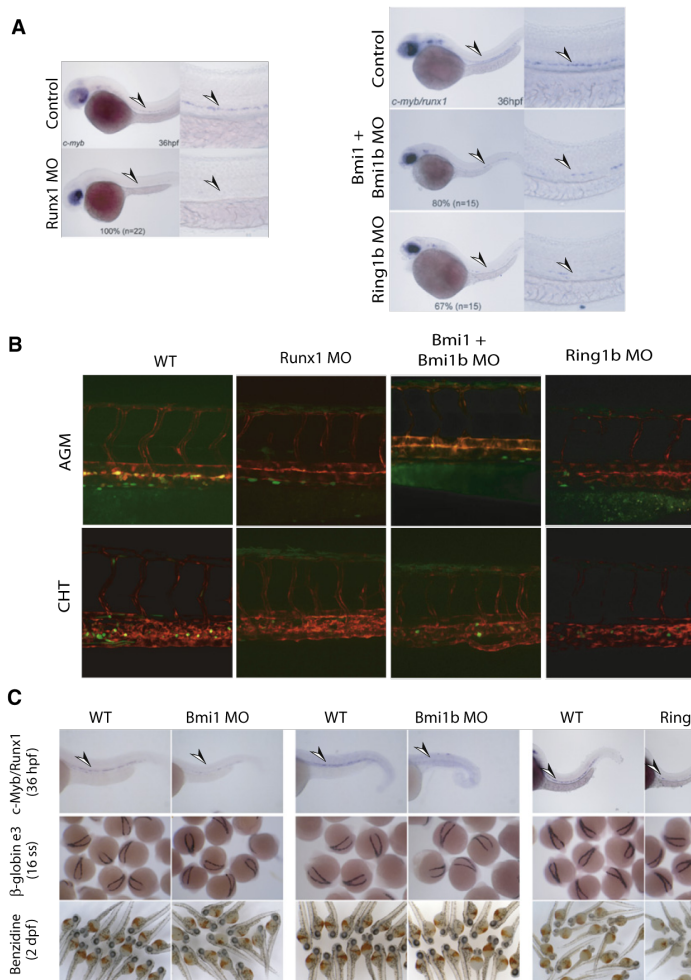 A
Control
c-myb
36hpf
Runx1 MO
100% (n=22)
Control
c-myb/runx1
36hpf
Bmi1 +
Bmi1b MO
80% (n=15)
Ring1b MO
67% (n=15)
B
WT
Runx1 MO
Bmi1 +
Bmi1b MO
Ring1b MO
AGM
CHT
C
WT
Bmi1 MO
WT
Bmi1b MO
WT
Ring
c-Myb/Runx1
(36 hpf)
β-globin e3
(16 ss)
Benzidine
(2 dpf)